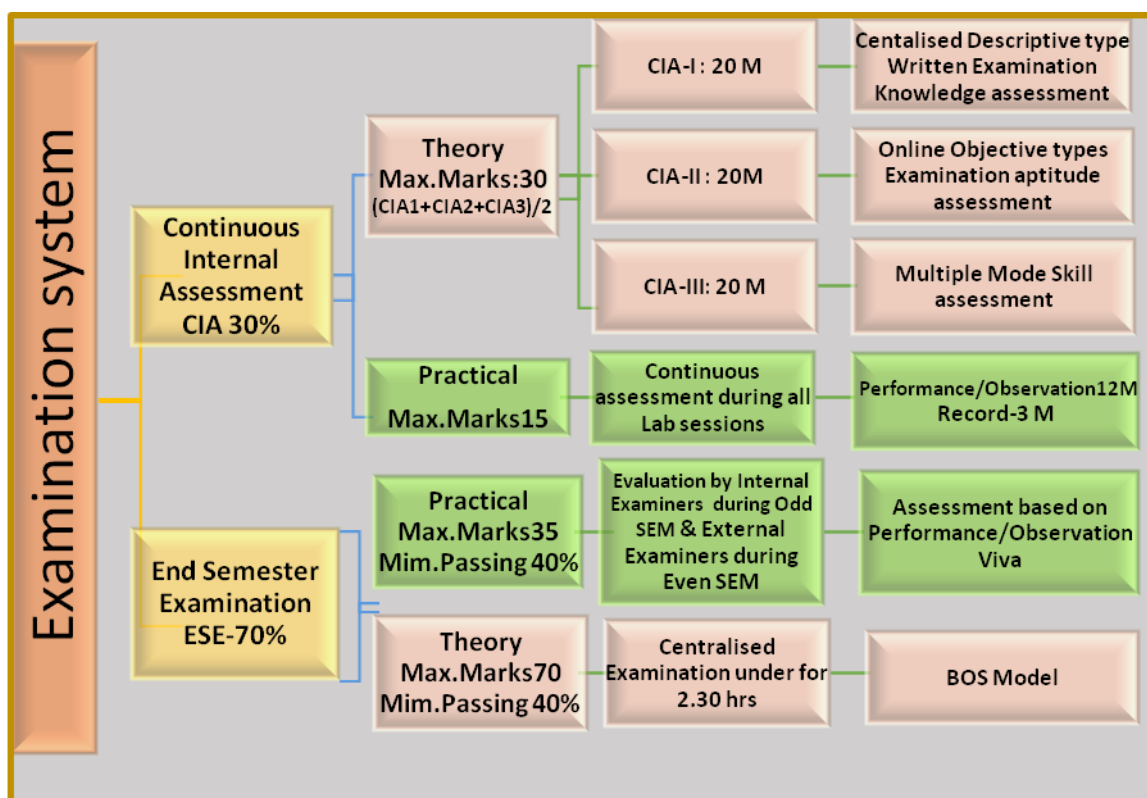 Examination system
Continuous
Internal
Assessment
CIA 30%
Theory
Max.Marks:30
(CIA1+CIA2+CIA3)/2
CIA-I : 20 M
Centalised Descriptive type
Written Examination
Knowledge assessment
CIA-II : 20M
Online Objective types
Examination aptitude
assessment
CIA-III: 20 M
Multiple Mode Skill
assessment
Practical
Max.Marks15
Continuous
assessment during all
Lab sessions
Performance/Observation12M
Record-3 M
End Semester
Examination
ESE-70%
Practical
Max.Marks35
Mim.Passing 40%
Evaluation by Internal
Examiners during Odd
SEM & External
Examiners during
Even SEM
Assessment based on
Performance/Observation
Viva
Theory
Max.Marks70
Mim.Passing 40%
Centralised
Examination under for
2.30 hrs
BOS Model